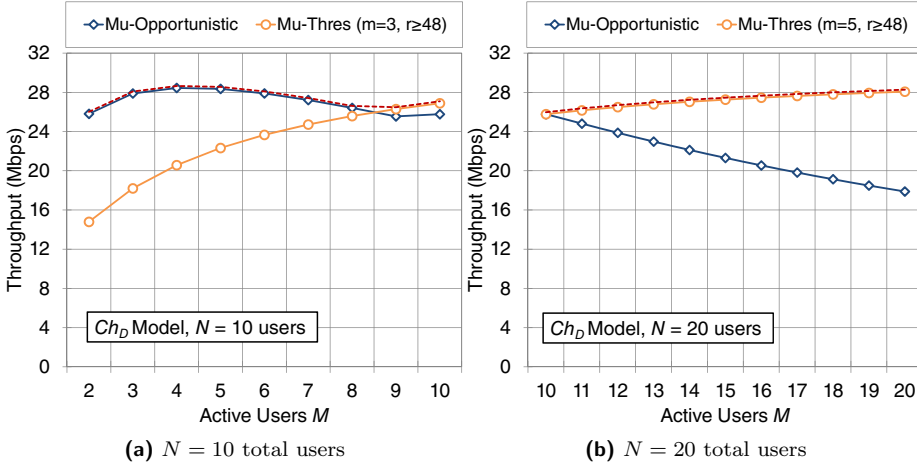 Mu-Opportunistic Mu-Thres (m=3, r≥48)
Throughput (Mbps)
32
28
24
20
16
12
8
4
0
Ch_D Model, N = 10 users
2 3 4 5 6 7 8 9 10
Active Users M
(a) N = 10 total users
Mu-Opportunistic Mu-Thres (m=5, r≥48)
Throughput (Mbps)
32
28
24
20
16
12
8
4
0
Ch_D Model, N = 20 users
10 11 12 13 14 15 16 17 18 19 20
Active Users M
(b) N = 20 total users